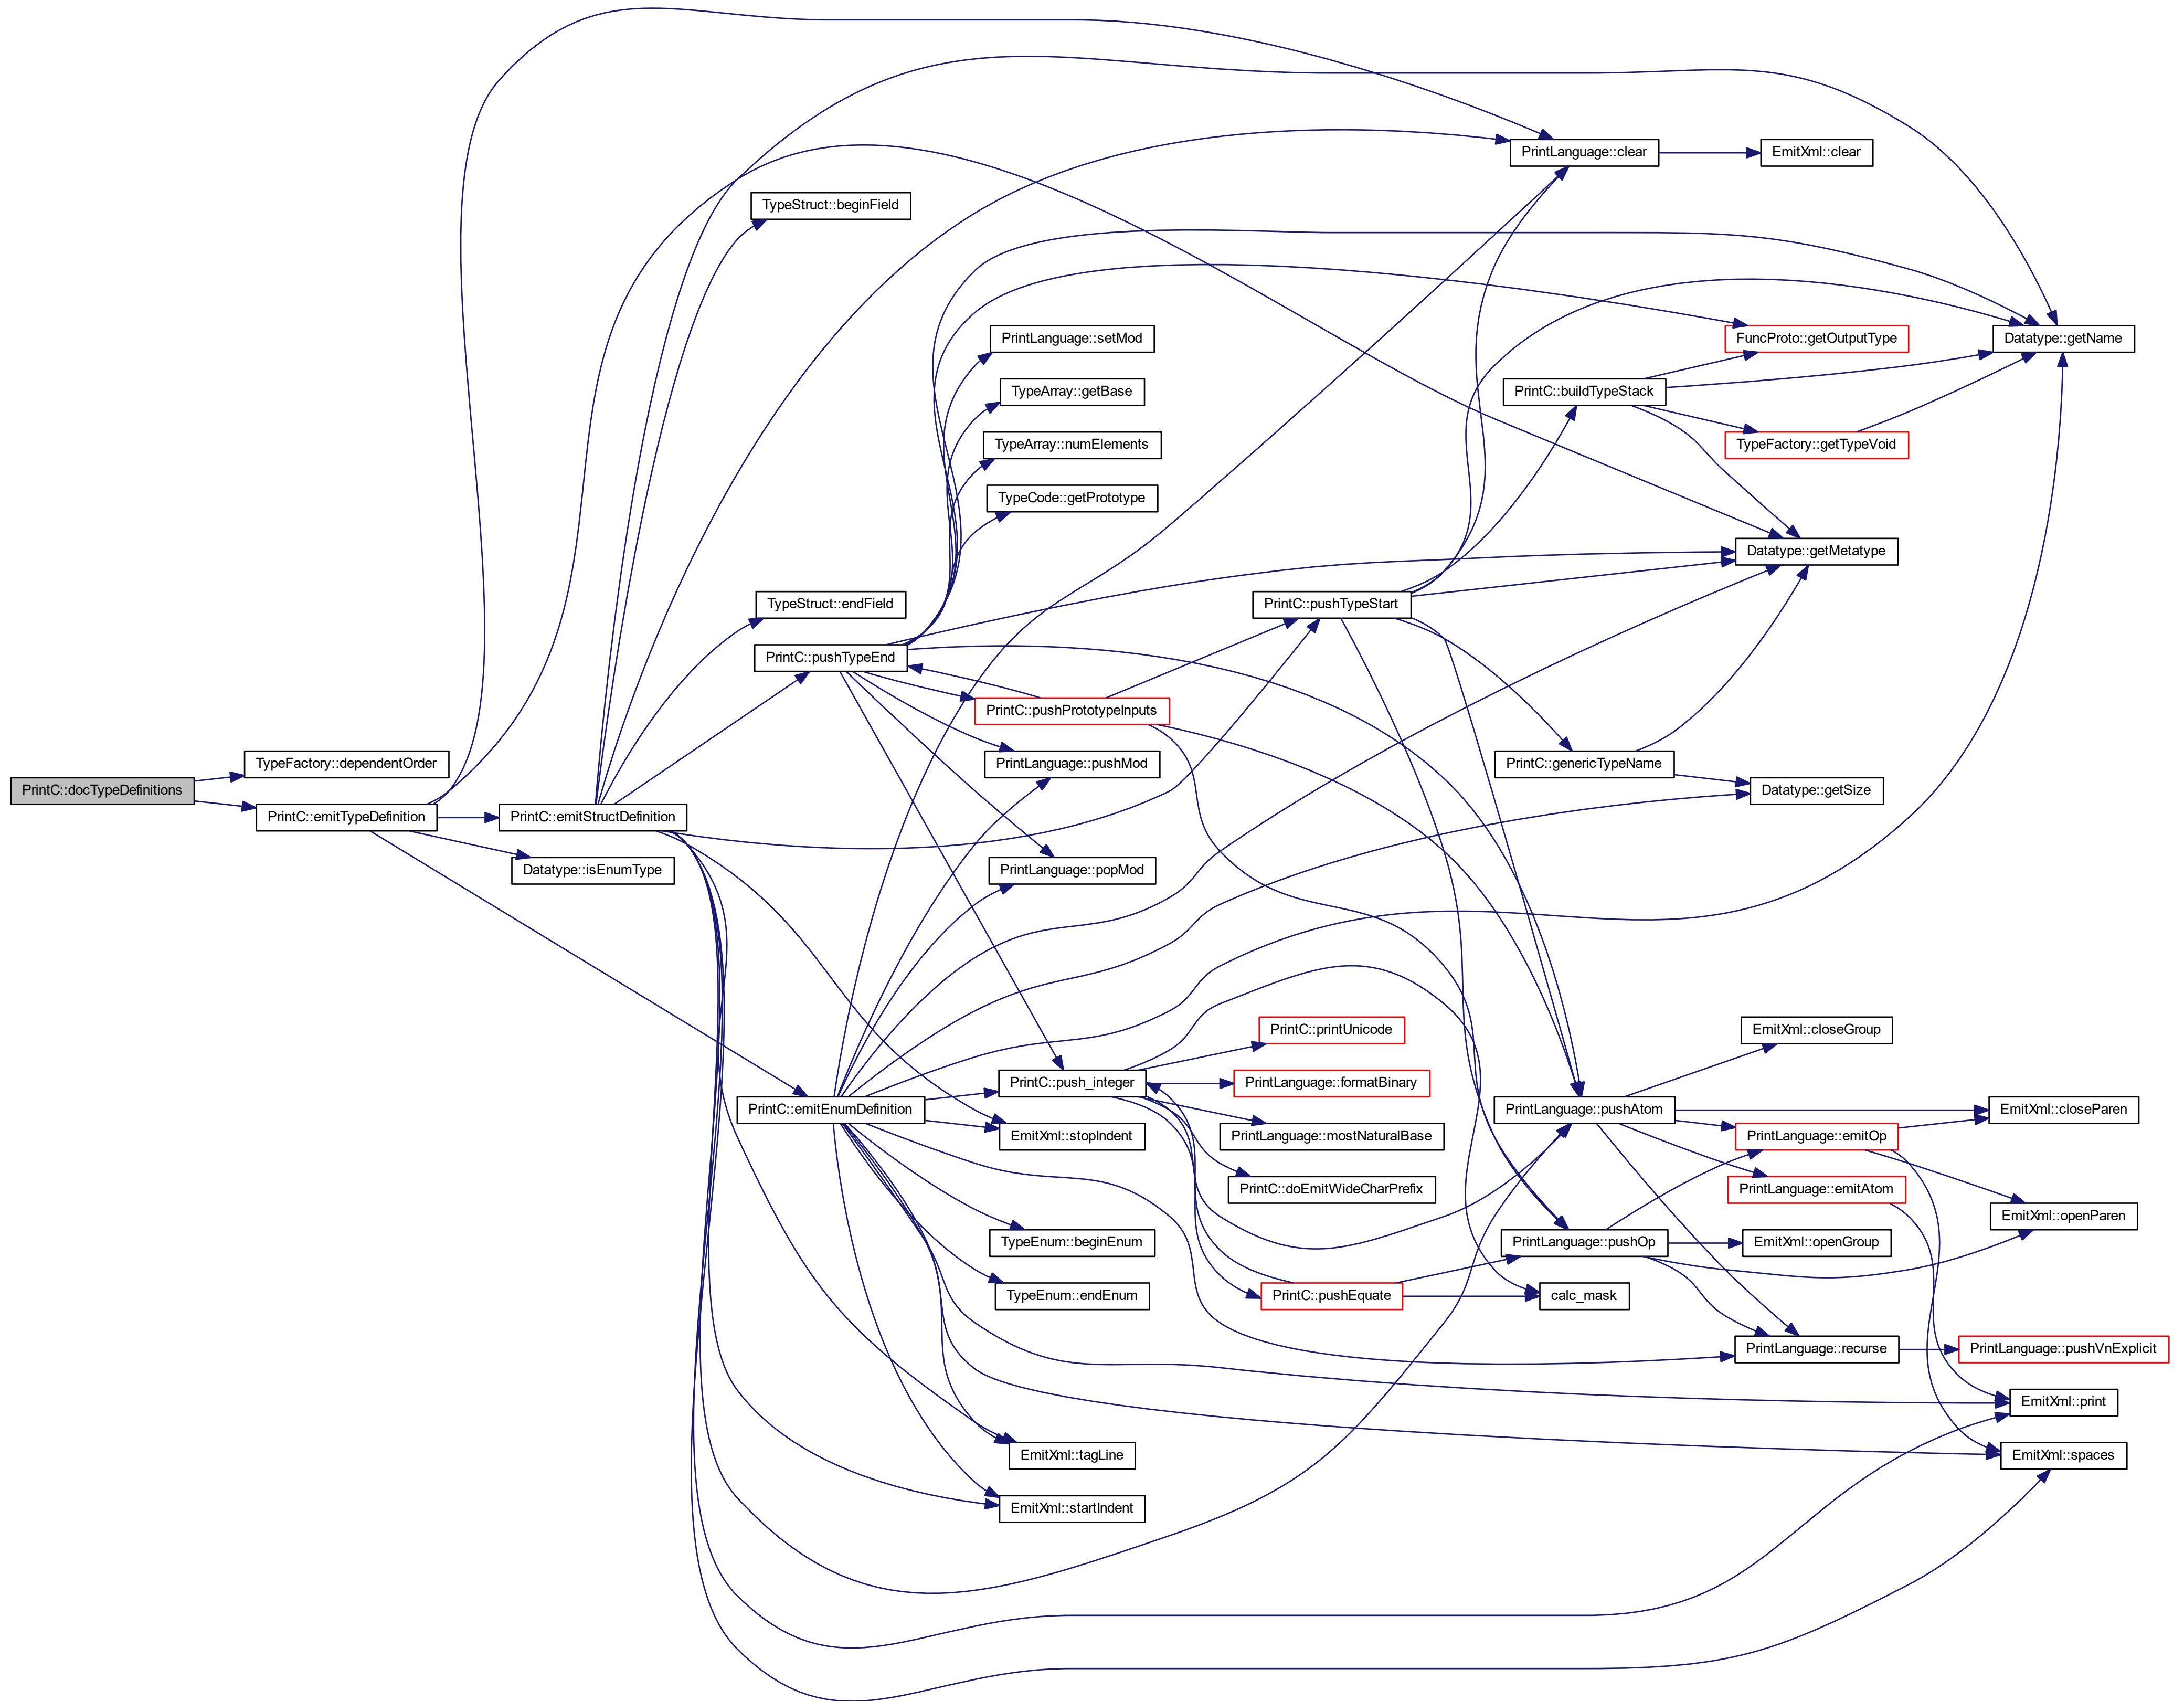 PrintC::docTypeDefinitions
TypeFactory::dependentOrder
PrintC::emitTypeDefinition
PrintC::emitStructDefinition
Datatype::isEnumType
TypeStruct::beginField
TypeStruct::endField
PrintC::pushTypeEnd
PrintC::emitEnumDefinition
PrintLanguage::setMod
TypeArray::getBase
TypeArray::numElements
TypeCode::getPrototype
PrintC::pushPrototypeInputs
PrintLanguage::pushMod
PrintLanguage::popMod
PrintC::push_integer
EmitXml::stopIndent
TypeEnum::beginEnum
TypeEnum::endEnum
EmitXml::tagLine
EmitXml::startIndent
PrintC::pushTypeStart
PrintC::printUnicode
PrintLanguage::formatBinary
PrintLanguage::mostNaturalBase
PrintC::doEmitWideCharPrefix
PrintC::pushEquate
PrintLanguage::clear
PrintC::buildTypeStack
PrintC::genericTypeName
PrintLanguage::pushAtom
PrintLanguage::pushOp
calc_mask
EmitXml::clear
FuncProto::getOutputType
TypeFactory::getTypeVoid
Datatype::getMetatype
Datatype::getSize
EmitXml::closeGroup
PrintLanguage::emitOp
PrintLanguage::emitAtom
EmitXml::openGroup
PrintLanguage::recurse
Datatype::getName
EmitXml::closeParen
EmitXml::openParen
PrintLanguage::pushVnExplicit
EmitXml::print
EmitXml::spaces